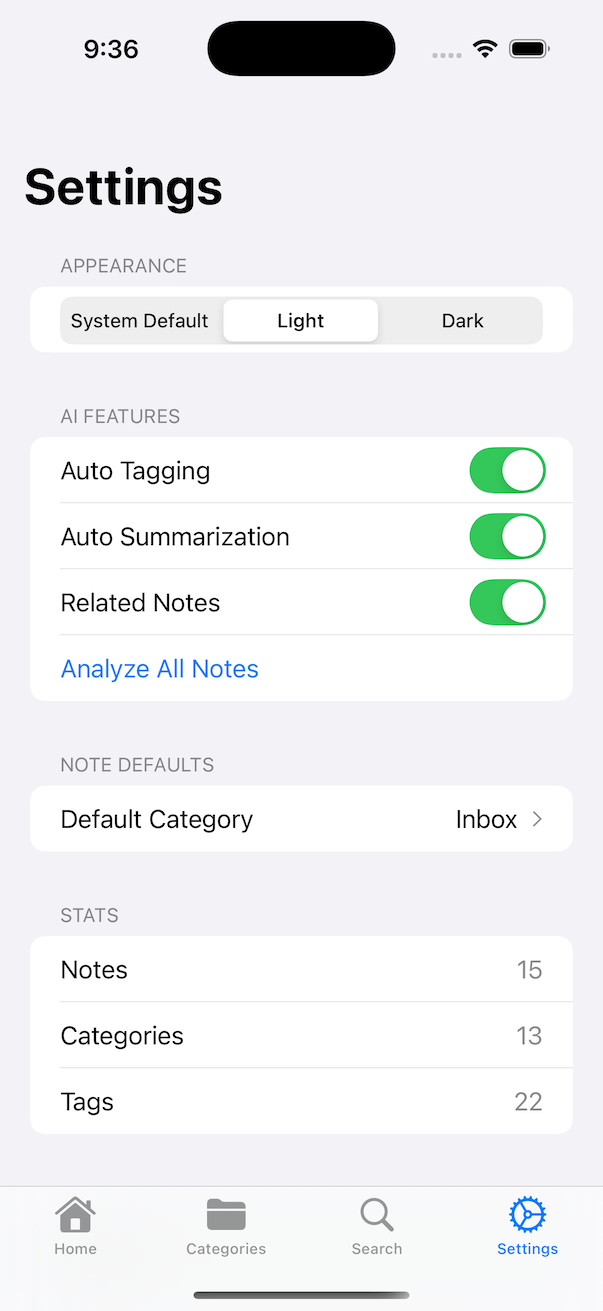 9:36
Settings
APPEARANCE
System Default Light Dark
AI FEATURES
Auto Tagging
Auto Summarization
Related Notes
Analyze All Notes
NOTE DEFAULTS
Default Category Inbox
STATS
Notes 15
Categories 13
Tags 22
Home Categories Search Settings